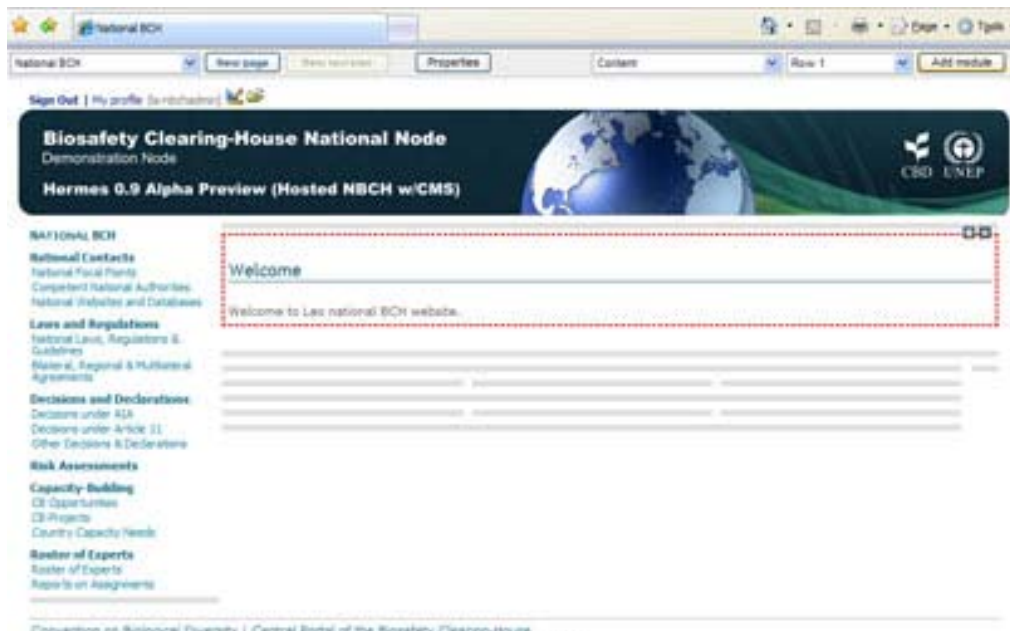 National BCH
Page Tools
National BCH New page Properties Content Row 1 Add module
Sign Out | My profile
Biosafety Clearing-House National Node
Demonstration Node
Hermes 0.9 Alpha Preview (Hosted NBCH w/CMS)
CBD UNEP
NATIONAL BCH
National Contacts
National Focal Points
Competent National Authorities
National Websites and Databases
Laws and Regulations
National Laws, Regulations &
Guidelines
Bilateral, Regional & Multilateral
Agreements
Decisions and Declarations
Decisions under AIA
Decisions under Article 11
Other Decisions & Declarations
Risk Assessments
Capacity-Building
CB Opportunities
CB Projects
Country Capacity Needs
Roster of Experts
Roster of Experts
Reports on Assignments
Welcome
Welcome to Lao national BCH website.
Convention on Biological Diversity | Central Portal of the Biosafety Clearing-House